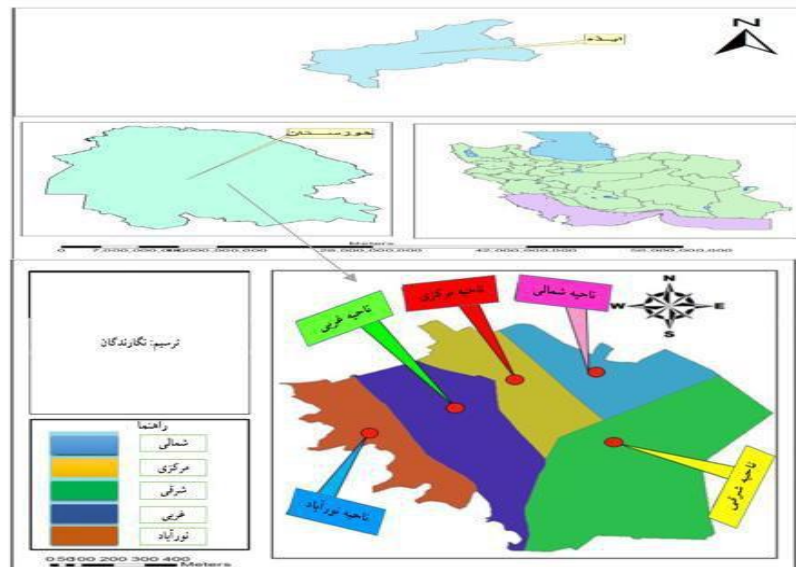 ایذه
N
خوزستان
Meters
ناحیه غربی
ناحیه مرکزی
ناحیه شمالی
N
W
E
S
ترسیم: نگارندگان
راهنما
شمالی
مرکزی
شرقی
غربی
نورآباد
ناحیه نورآباد
ناحیه شرقی
Meters